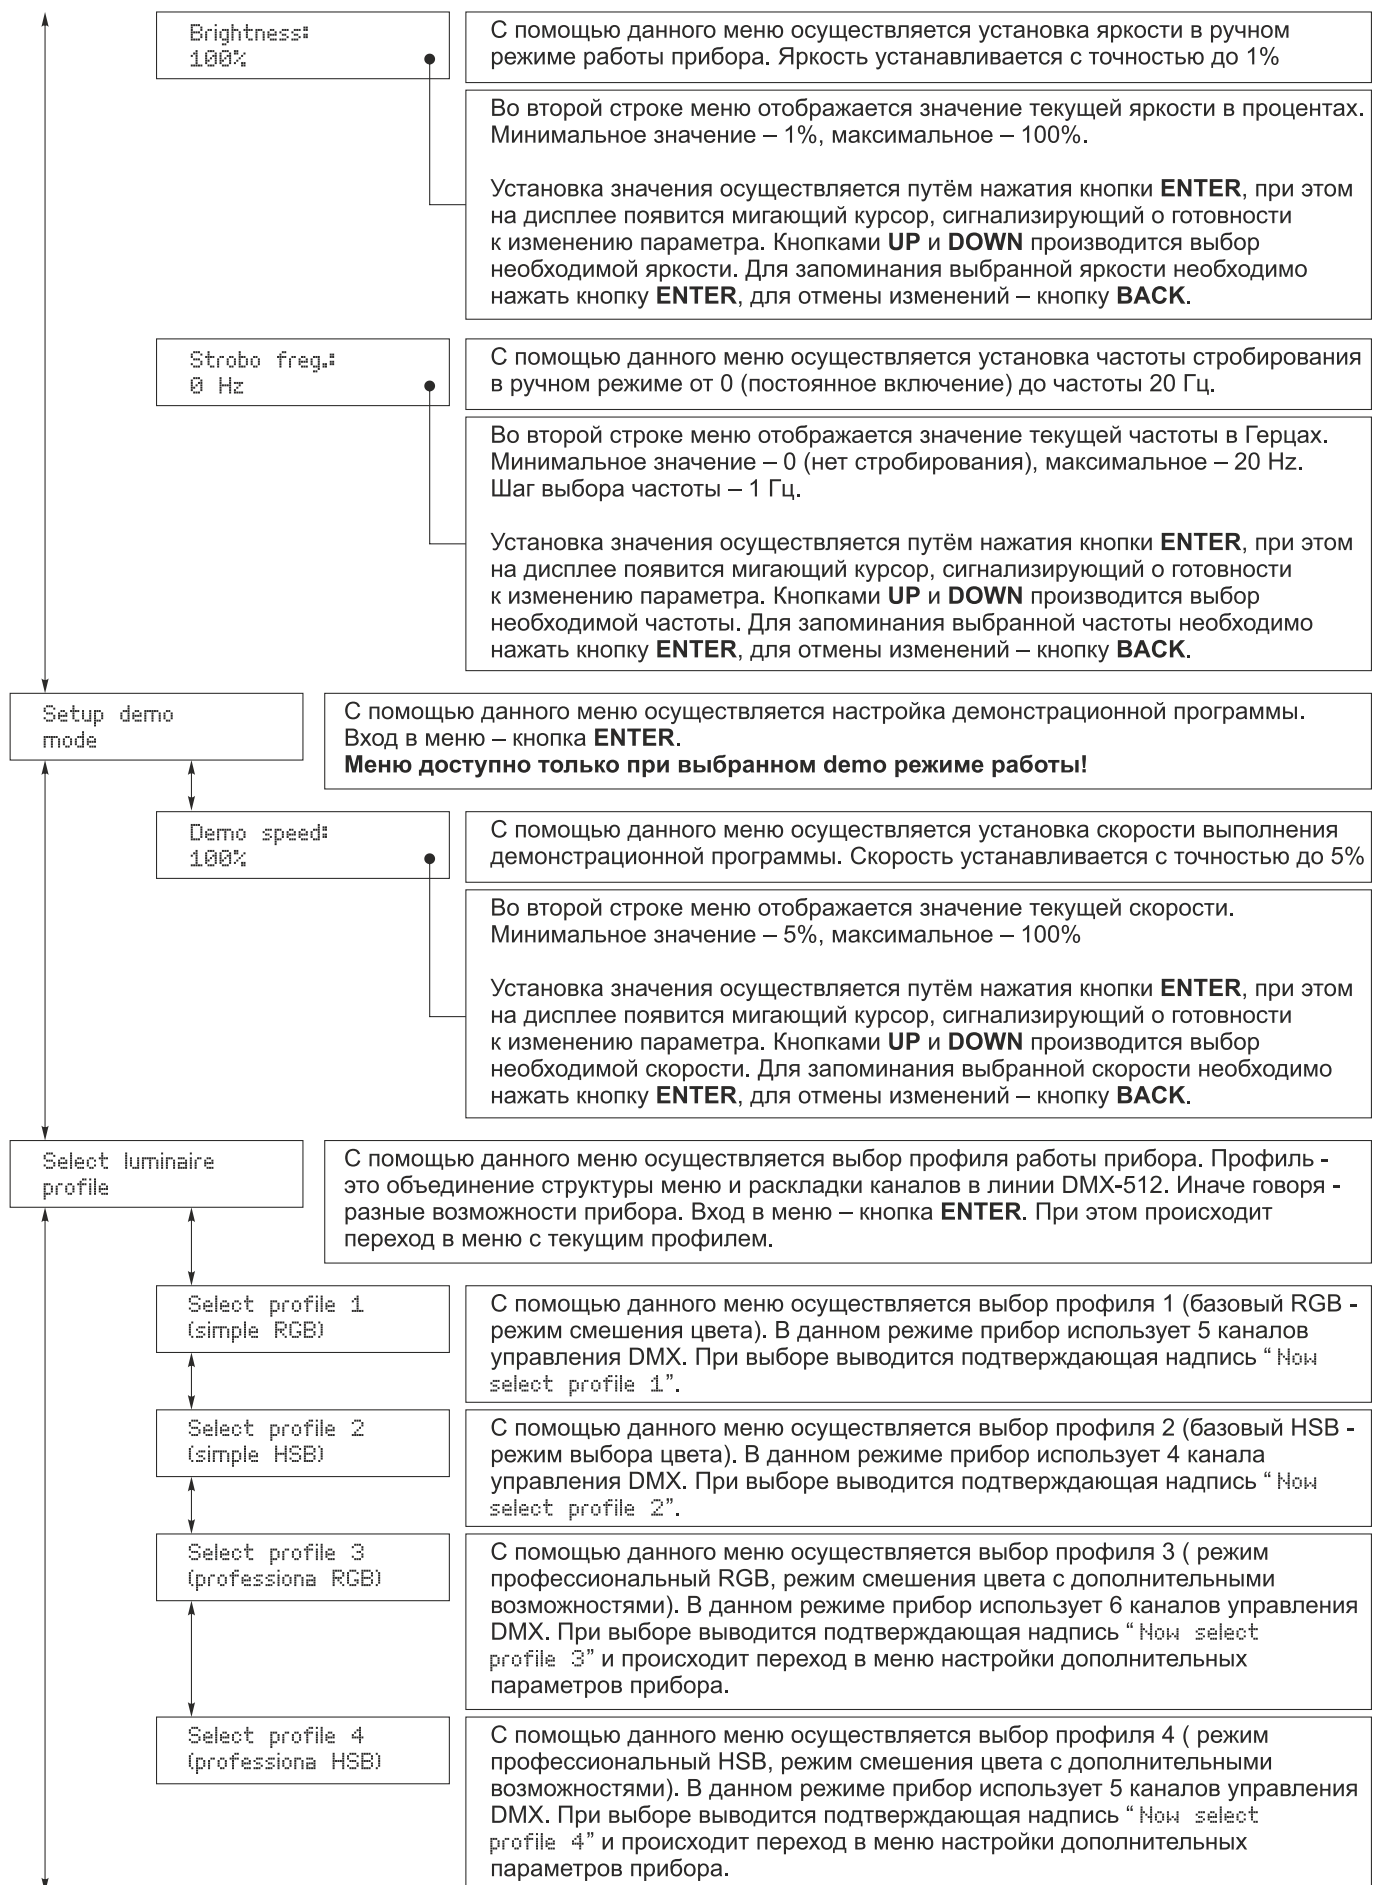 Brightness:
100%
С помощью данного меню осуществляется установка яркости в ручном
режиме работы прибора. Яркость устанавливается с точностью до 1%
Во второй строке меню отображается значение текущей яркости в процентах.
Минимальное значение – 1%, максимальное – 100%.
Установка значения осуществляется путём нажатия кнопки ENTER, при этом
на дисплее появится мигающий курсор, сигнализирующий о готовности
к изменению параметра. Кнопками UP и DOWN производится выбор
необходимой яркости. Для запоминания выбранной яркости необходимо
нажать кнопку ENTER, для отмены изменений – кнопку BACK.
Strobo freg.:
0 Hz
С помощью данного меню осуществляется установка частоты стробирования
в ручном режиме от 0 (постоянное включение) до частоты 20 Гц.
Во второй строке меню отображается значение текущей частоты в Герцах.
Минимальное значение – 0 (нет стробирования), максимальное – 20 Hz.
Шаг выбора частоты – 1 Гц.
Установка значения осуществляется путём нажатия кнопки ENTER, при этом
на дисплее появится мигающий курсор, сигнализирующий о готовности
к изменению параметра. Кнопками UP и DOWN производится выбор
необходимой частоты. Для запоминания выбранной частоты необходимо
нажать кнопку ENTER, для отмены изменений – кнопку BACK.
Setup demo
mode
С помощью данного меню осуществляется настройка демонстрационной программы.
Вход в меню – кнопка ENTER.
Меню доступно только при выбранном demo режиме работы!
Demo speed:
100%
С помощью данного меню осуществляется установка скорости выполнения
демонстрационной программы. Скорость устанавливается с точностью до 5%
Во второй строке меню отображается значение текущей скорости.
Минимальное значение – 5%, максимальное – 100%
Установка значения осуществляется путём нажатия кнопки ENTER, при этом
на дисплее появится мигающий курсор, сигнализирующий о готовности
к изменению параметра. Кнопками UP и DOWN производится выбор
необходимой скорости. Для запоминания выбранной скорости необходимо
нажать кнопку ENTER, для отмены изменений – кнопку BACK.
Select luminaire
profile
С помощью данного меню осуществляется выбор профиля работы прибора. Профиль -
это объединение структуры меню и раскладки каналов в линии DMX-512. Иначе говоря -
разные возможности прибора. Вход в меню – кнопка ENTER. При этом происходит
переход в меню с текущим профилем.
Select profile 1
(simple RGB)
С помощью данного меню осуществляется выбор профиля 1 (базовый RGB -
режим смешения цвета). В данном режиме прибор использует 5 каналов
управления DMX. При выборе выводится подтверждающая надпись “ Now
select profile 1”.
Select profile 2
(simple HSB)
С помощью данного меню осуществляется выбор профиля 2 (базовый HSB -
режим выбора цвета). В данном режиме прибор использует 4 канала
управления DMX. При выборе выводится подтверждающая надпись “ Now
select profile 2”.
Select profile 3
(professiona RGB)
С помощью данного меню осуществляется выбор профиля 3 ( режим
профессиональный RGB, режим смешения цвета с дополнительными
возможностями). В данном режиме прибор использует 6 каналов управления
DMX. При выборе выводится подтверждающая надпись “ Now select
profile 3” и происходит переход в меню настройки дополнительных
параметров прибора.
Select profile 4
(professiona HSB)
С помощью данного меню осуществляется выбор профиля 4 ( режим
профессиональный HSB, режим смешения цвета с дополнительными
возможностями). В данном режиме прибор использует 5 каналов управления
DMX. При выборе выводится подтверждающая надпись “ Now select
profile 4” и происходит переход в меню настройки дополнительных
параметров прибора.